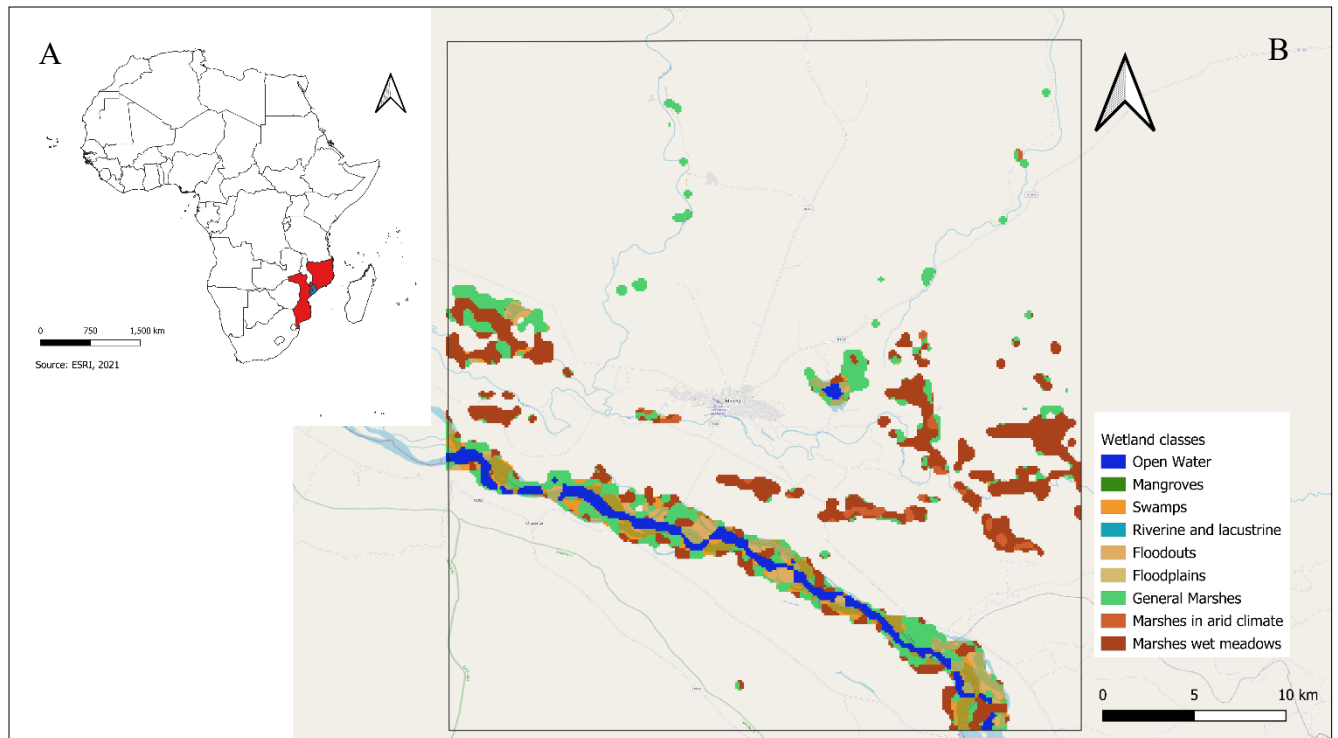 A
B
0 750 1,500 km
Source: ESRI, 2021
Wetland classes
Open Water
Mangroves
Swamps
Riverine and lacustrine
Floodouts
Floodplains
General Marshes
Marshes in arid climate
Marshes wet meadows
0 5 10 km